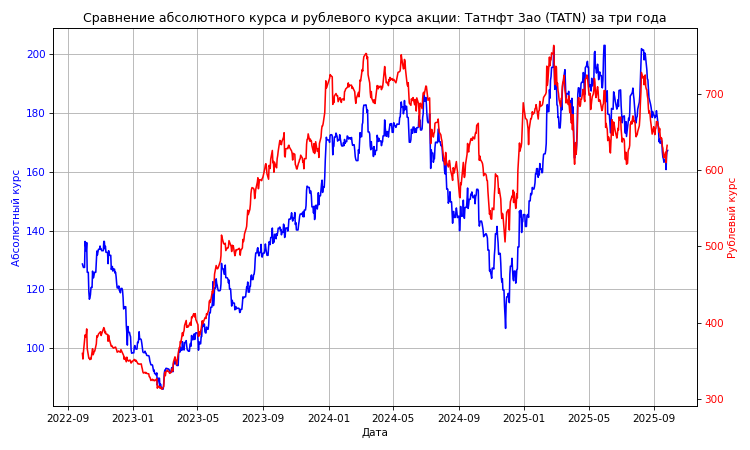 Сравнение абсолютного курса и рублевого курса акции: Татнфт 3ао (TATN) за три года
200
180
160
140
120
100
Абсолютный курс
700
600
500
400
300
Рублевый курс
2022-09 2023-01 2023-05 2023-09 2024-01 2024-05 2024-09 2025-01 2025-05 2025-09
Дата